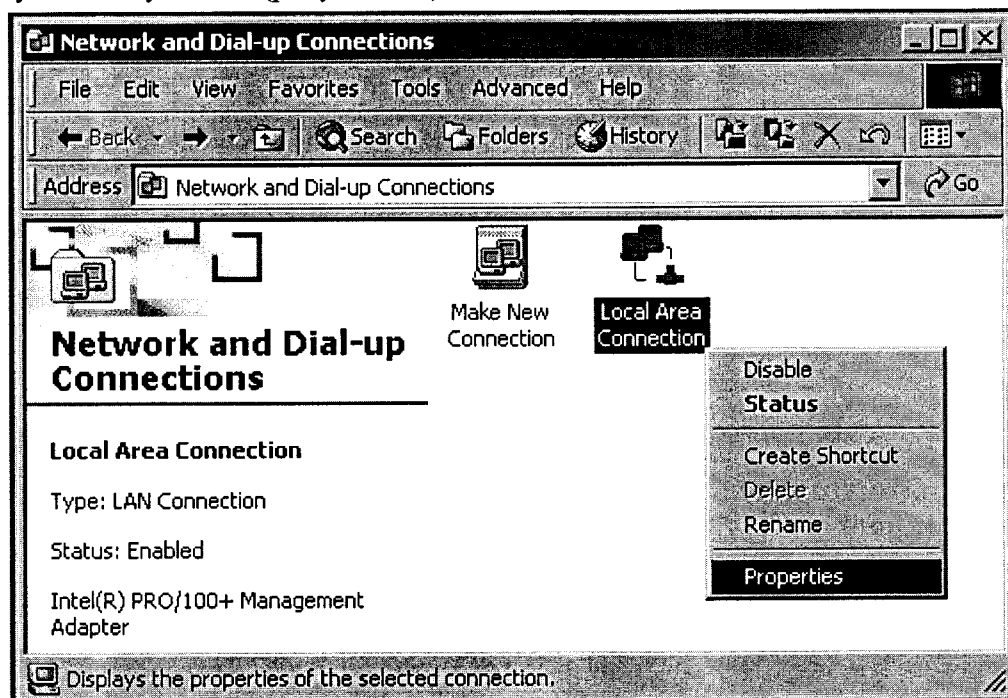 Network and Dial-up Connections
File Edit View Favorites Tools Advanced Help
Back Search Folders History
Address Network and Dial-up Connections Go
Make New Connection
Local Area Connection
Network and Dial-up
Connections
Local Area Connection
Type: LAN Connection
Status: Enabled
Intel(R) PRO/100+ Management
Adapter
Disable
Status
Create Shortcut
Delete
Rename
Properties
Displays the properties of the selected connection.